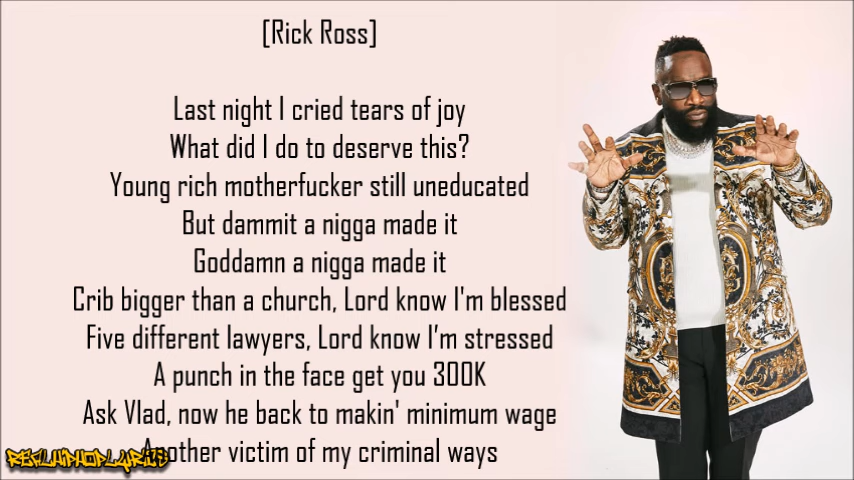 [Rick Ross]
Last night I cried tears of joy
What did I do to deserve this?
Young rich motherfucker still uneducated
But dammit a nigga made it
Goddamn a nigga made it
Crib bigger than a church, Lord know I'm blessed
Five different lawyers, Lord know I’m stressed
A punch in the face get you 300K
Ask Vlad, now he back to makin' minimum wage
Another victim of my criminal ways
REALHIPHOPLYRICS